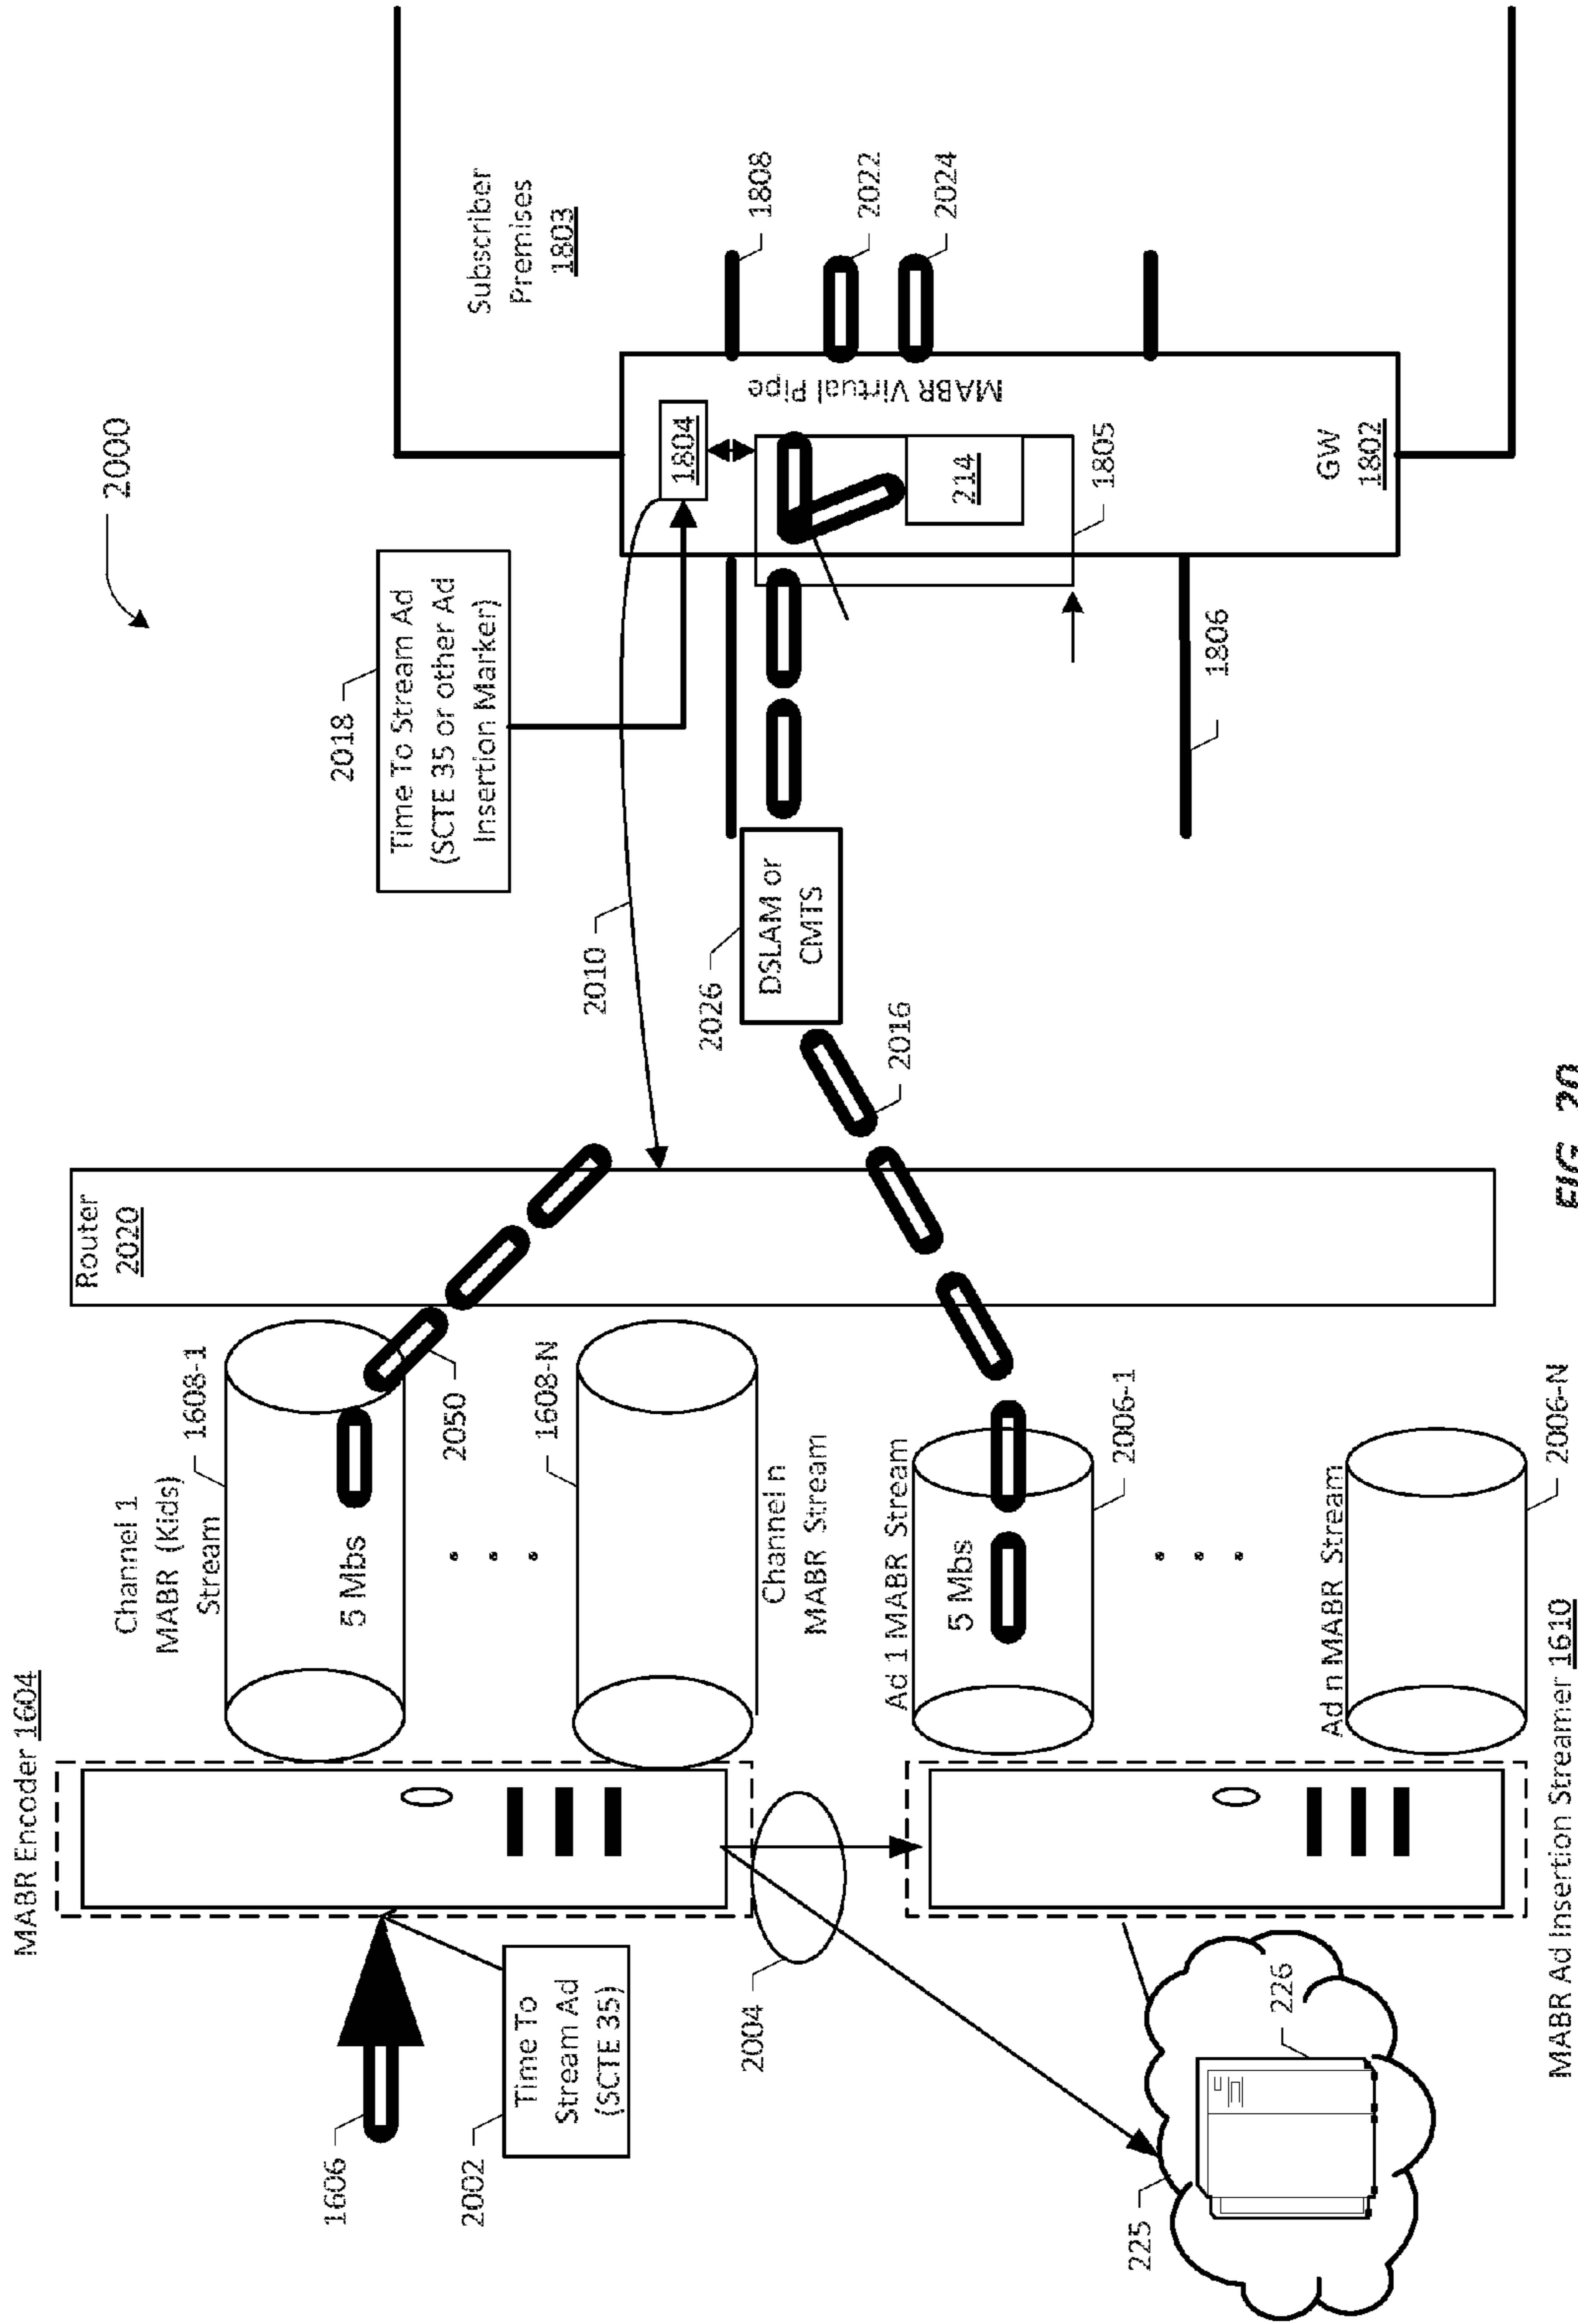 2000
MABR Encoder 1604
1606
2002
Time To
Stream Ad
(SCTE 35)
2004
225
226
MABR Ad Insertion Streamer 1610
Channel 1
MABR (Kids)
Stream
1608-1
5 Mbs
2050
1608-N
Channel n
MABR Stream
Ad 1 MABR Stream
5 Mbs
2006-1
Ad n MABR Stream
2006-N
Router
2020
2010
2016
2026
DSLAM or
CMTS
2018
Time To Stream Ad
(SCTE 35 or other Ad
Insertion Marker)
1804
MABR Virtual Pipe
214
1805
GW
1802
1806
Subscriber
Premises
1803
1808
2022
2024
FIG. 20